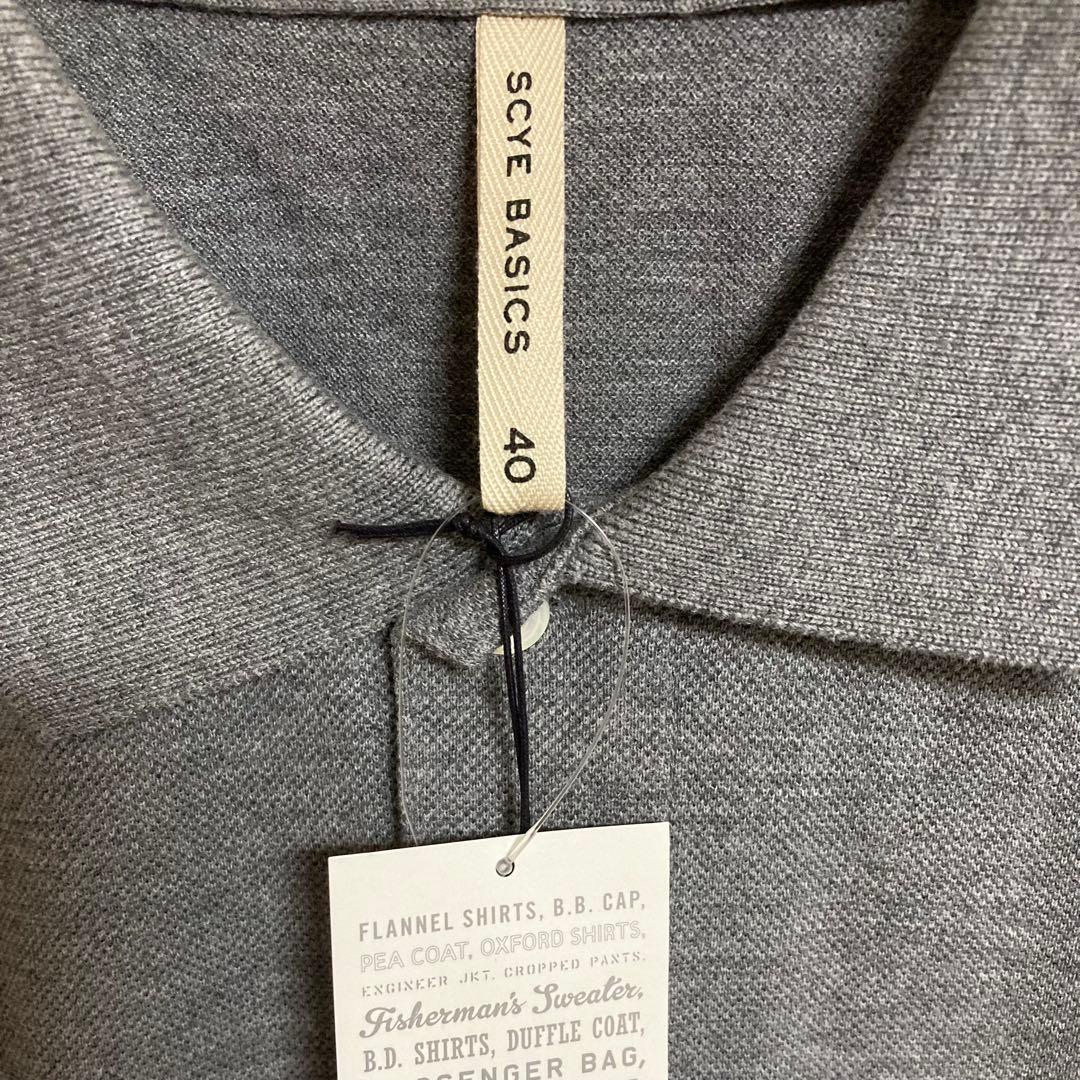 SCYE BASICS 40
FLANNEL SHIRTS, B.B. CAP,
PEA COAT, OXFORD SHIRTS,
ENGINEER JKT, CROPPED PANTS,
Fisherman's Sweater,
B.D. SHIRTS, DUFFLE COAT,
BAG,